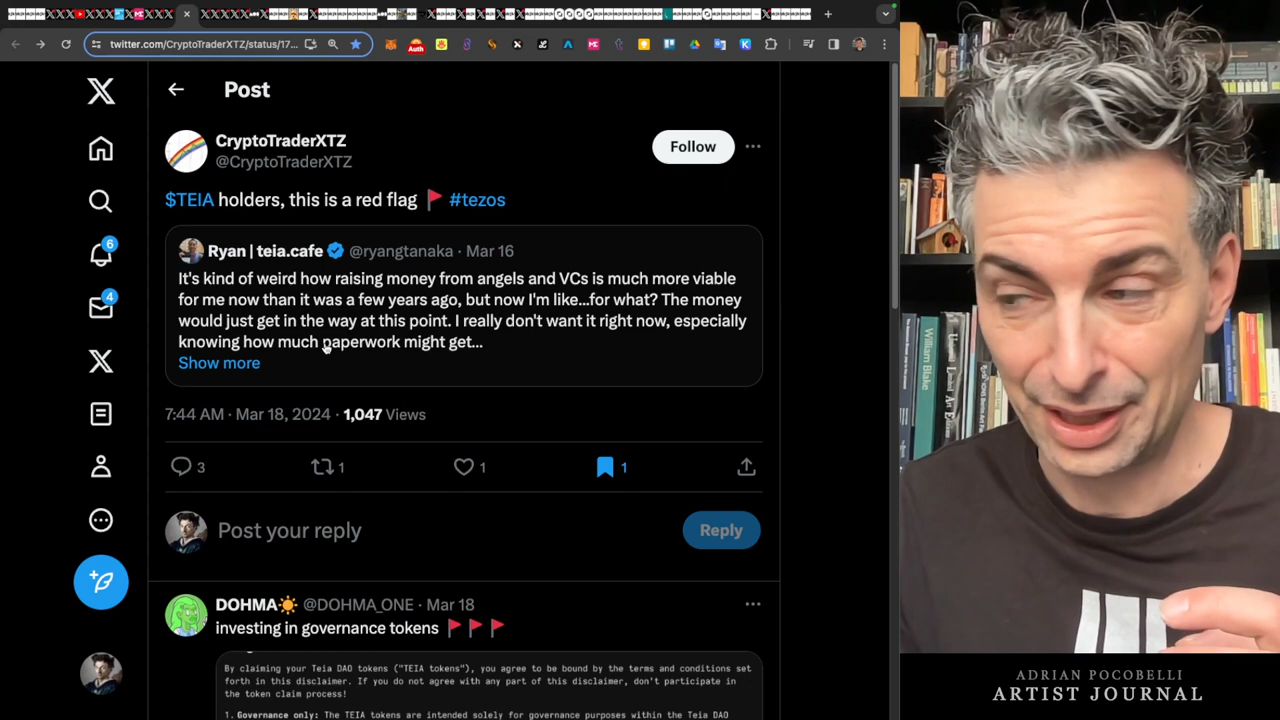 twitter.com/CryptoTraderXTZ/status/17...
Auth
Post
CryptoTraderXTZ
@CryptoTraderXTZ
Follow
$TEIA holders, this is a red flag 🚩 #tezos
Ryan | teia.cafe @ryangtanaka · Mar 16
It's kind of weird how raising money from angels and VCs is much more viable
for me now than it was a few years ago, but now I'm like...for what? The money
would just get in the way at this point. I really don't want it right now, especially
knowing how much paperwork might get...
Show more
7:44 AM · Mar 18, 2024 · 1,047 Views
3 1 1 1
Post your reply
Reply
DOHMA☀️ @DOHMA_ONE · Mar 18
investing in governance tokens 🚩🚩🚩
By claiming your Teia DAO tokens ("TEIA tokens"), you agree to be bound by the terms and conditions set
forth in this disclaimer. If you do not agree with any part of this disclaimer, don't participate in
the token claim process!
1. Governance only: The TEIA tokens are intended solely for governance purposes within the Teia DAO
6
4
William Blake
Limited Art Edition
ADRIAN POCOBELLI
ARTIST JOURNAL